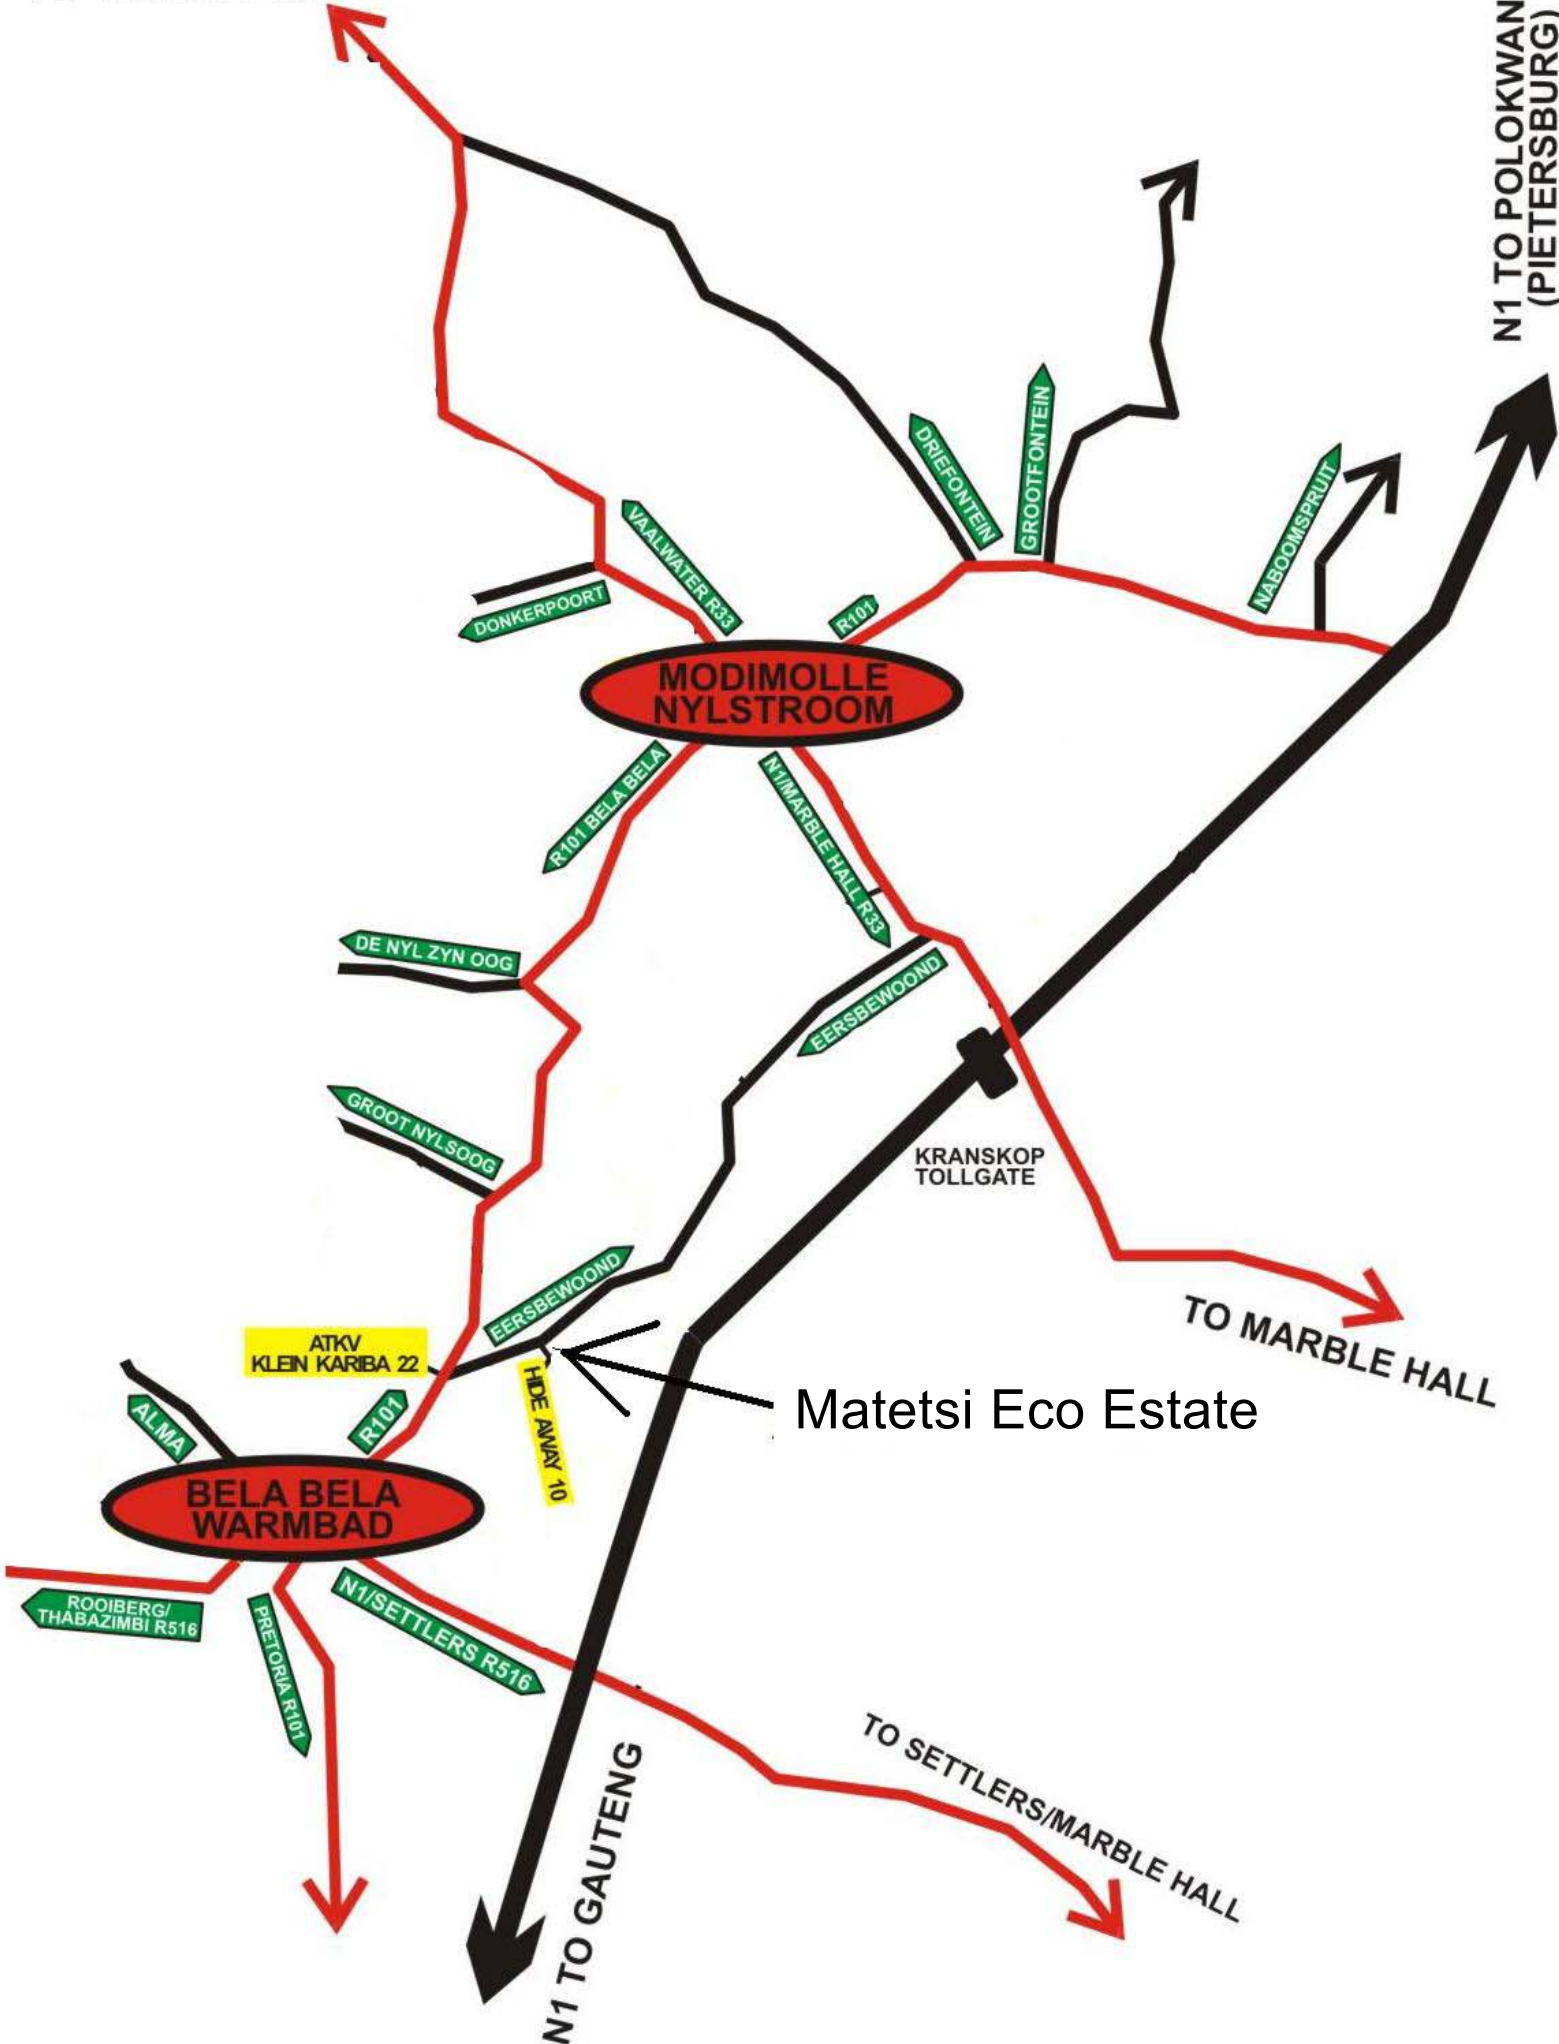 N1 TO POLOKWAN
(PIETERSBURG)
DRIEFONTEIN
GROOTFONTEIN
NABOOMSPRUIT
VAALWATER R33
DONKERPOORT
R101
MODIMOLLE
NYLSTROOM
R101 BELA BELA
N1/MARBLE HALL R33
DE NYL ZYN OOG
EERSBEWOOND
GROOT NYLSOOG
KRANSKOP
TOLLGATE
EERSBEWOOND
TO MARBLE HALL
ATKV
KLEIN KARIBA 22
HIDE AWAY 10
Matetsi Eco Estate
ALMA
R101
BELA BELA
WARMBAD
ROOIBERG/
THABAZIMBI R516
PRETORIA R101
N1/SETTLERS R516
TO SETTLERS/MARBLE HALL
N1 TO GAUTENG